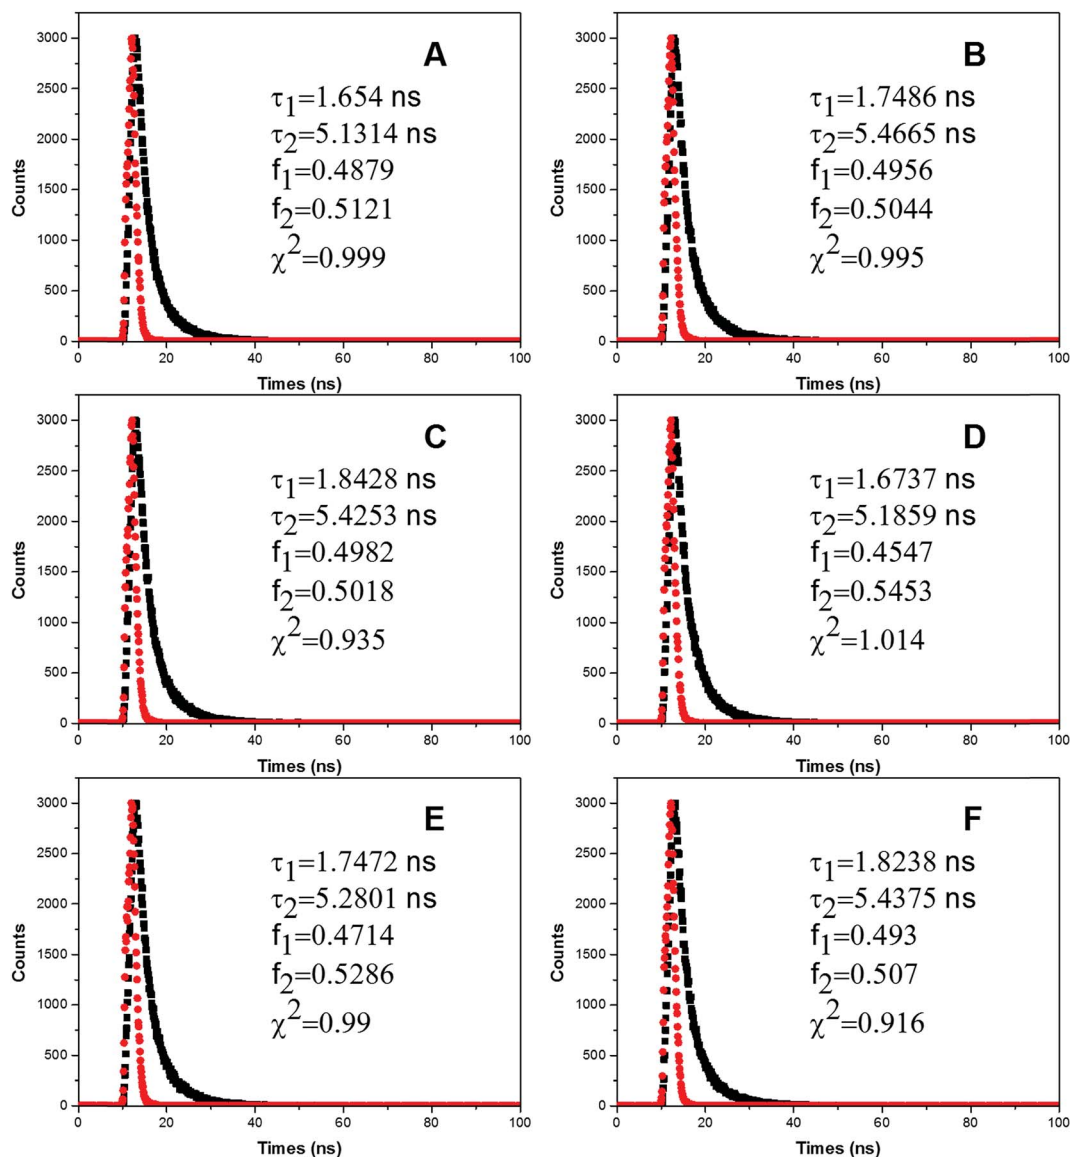 A
τ1=1.654 ns
τ2=5.1314 ns
f1=0.4879
f2=0.5121
χ2=0.999
Counts
3000
2500
2000
1500
1000
500
0
0 20 40 60 80 100
Times (ns)
B
τ1=1.7486 ns
τ2=5.4665 ns
f1=0.4956
f2=0.5044
χ2=0.995
Counts
3000
2500
2000
1500
1000
500
0
0 20 40 60 80 100
Times (ns)
C
τ1=1.8428 ns
τ2=5.4253 ns
f1=0.4982
f2=0.5018
χ2=0.935
Counts
3000
2500
2000
1500
1000
500
0
0 20 40 60 80 100
Times (ns)
D
τ1=1.6737 ns
τ2=5.1859 ns
f1=0.4547
f2=0.5453
χ2=1.014
Counts
3000
2500
2000
1500
1000
500
0
0 20 40 60 80 100
Times (ns)
E
τ1=1.7472 ns
τ2=5.2801 ns
f1=0.4714
f2=0.5286
χ2=0.99
Counts
3000
2500
2000
1500
1000
500
0
0 20 40 60 80 100
Times (ns)
F
τ1=1.8238 ns
τ2=5.4375 ns
f1=0.493
f2=0.507
χ2=0.916
Counts
3000
2500
2000
1500
1000
500
0
0 20 40 60 80 100
Times (ns)